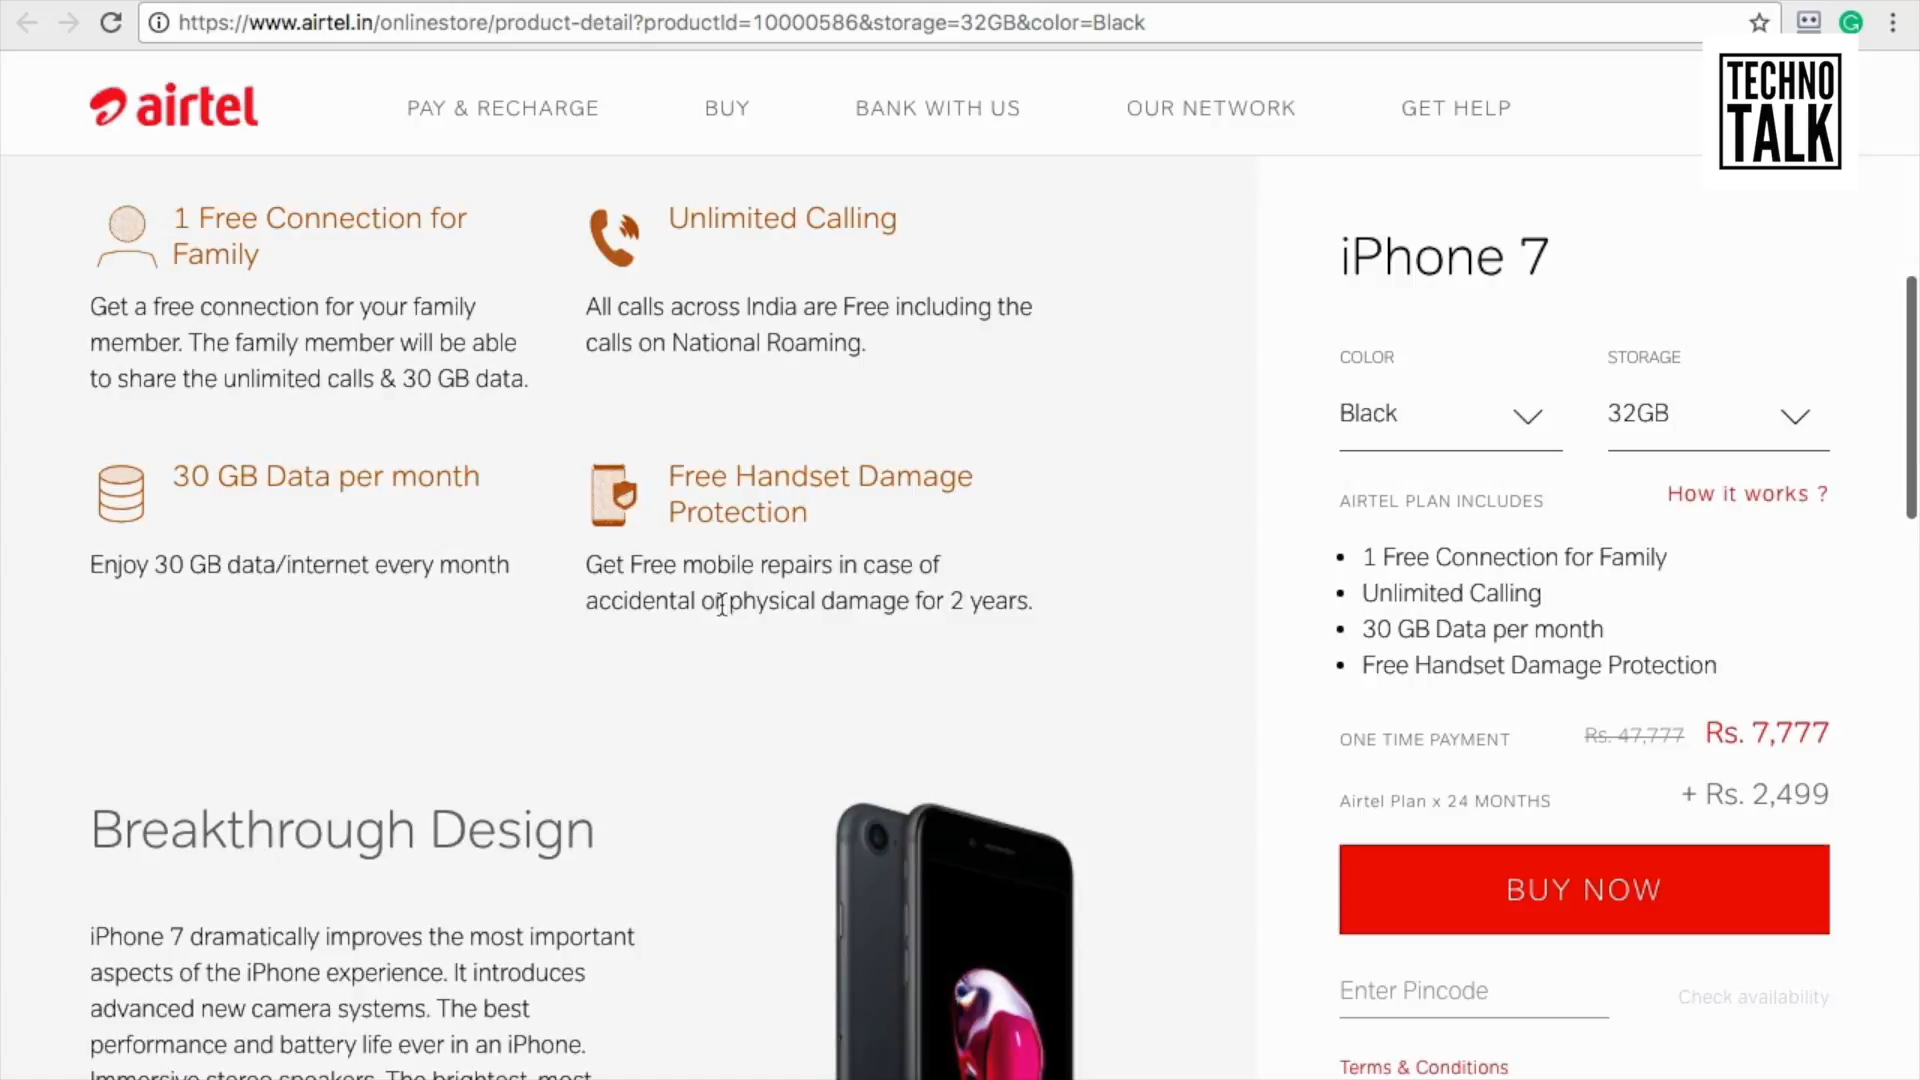 https://www.airtel.in/onlinestore/product-detail?productId=10000586&storage=32GB&color=Black
airtel
PAY & RECHARGE
BUY
BANK WITH US
OUR NETWORK
GET HELP
TECHNO
TALK
1 Free Connection for
Family
Get a free connection for your family
member. The family member will be able
to share the unlimited calls & 30 GB data.
Unlimited Calling
All calls across India are Free including the
calls on National Roaming.
30 GB Data per month
Enjoy 30 GB data/internet every month
Free Handset Damage
Protection
Get Free mobile repairs in case of
accidental or physical damage for 2 years.
Breakthrough Design
iPhone 7 dramatically improves the most important
aspects of the iPhone experience. It introduces
advanced new camera systems. The best
performance and battery life ever in an iPhone.
Immersive stereo speakers. The brightest, most
iPhone 7
COLOR
STORAGE
Black
32GB
AIRTEL PLAN INCLUDES
How it works ?
• 1 Free Connection for Family
• Unlimited Calling
• 30 GB Data per month
• Free Handset Damage Protection
ONE TIME PAYMENT
Rs. 47,777 Rs. 7,777
Airtel Plan x 24 MONTHS
+ Rs. 2,499
BUY NOW
Enter Pincode
Check availability
Terms & Conditions